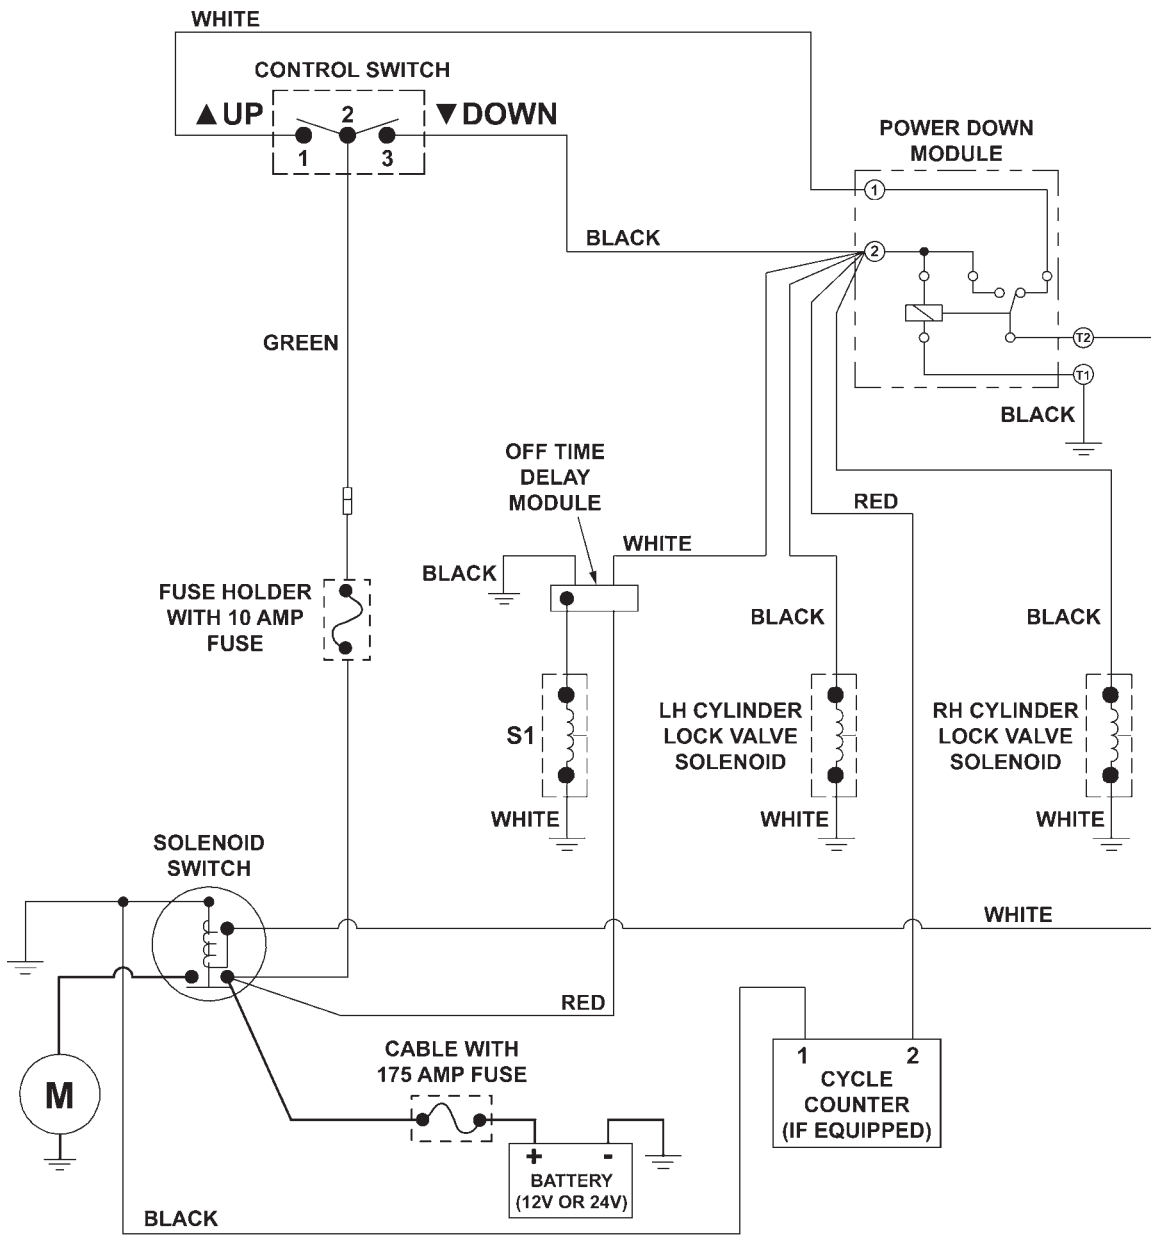 WHITE
CONTROL SWITCH
▲UP
2
▼DOWN
1
3
POWER DOWN
MODULE
1
BLACK
2
GREEN
T2
T1
BLACK
OFF TIME
DELAY
MODULE
RED
WHITE
BLACK
FUSE HOLDER
WITH 10 AMP
FUSE
BLACK
BLACK
S1
LH CYLINDER
LOCK VALVE
SOLENOID
RH CYLINDER
LOCK VALVE
SOLENOID
WHITE
WHITE
WHITE
SOLENOID
SWITCH
WHITE
RED
CABLE WITH
175 AMP FUSE
1
2
CYCLE
COUNTER
(IF EQUIPPED)
M
+
-
BATTERY
(12V OR 24V)
BLACK